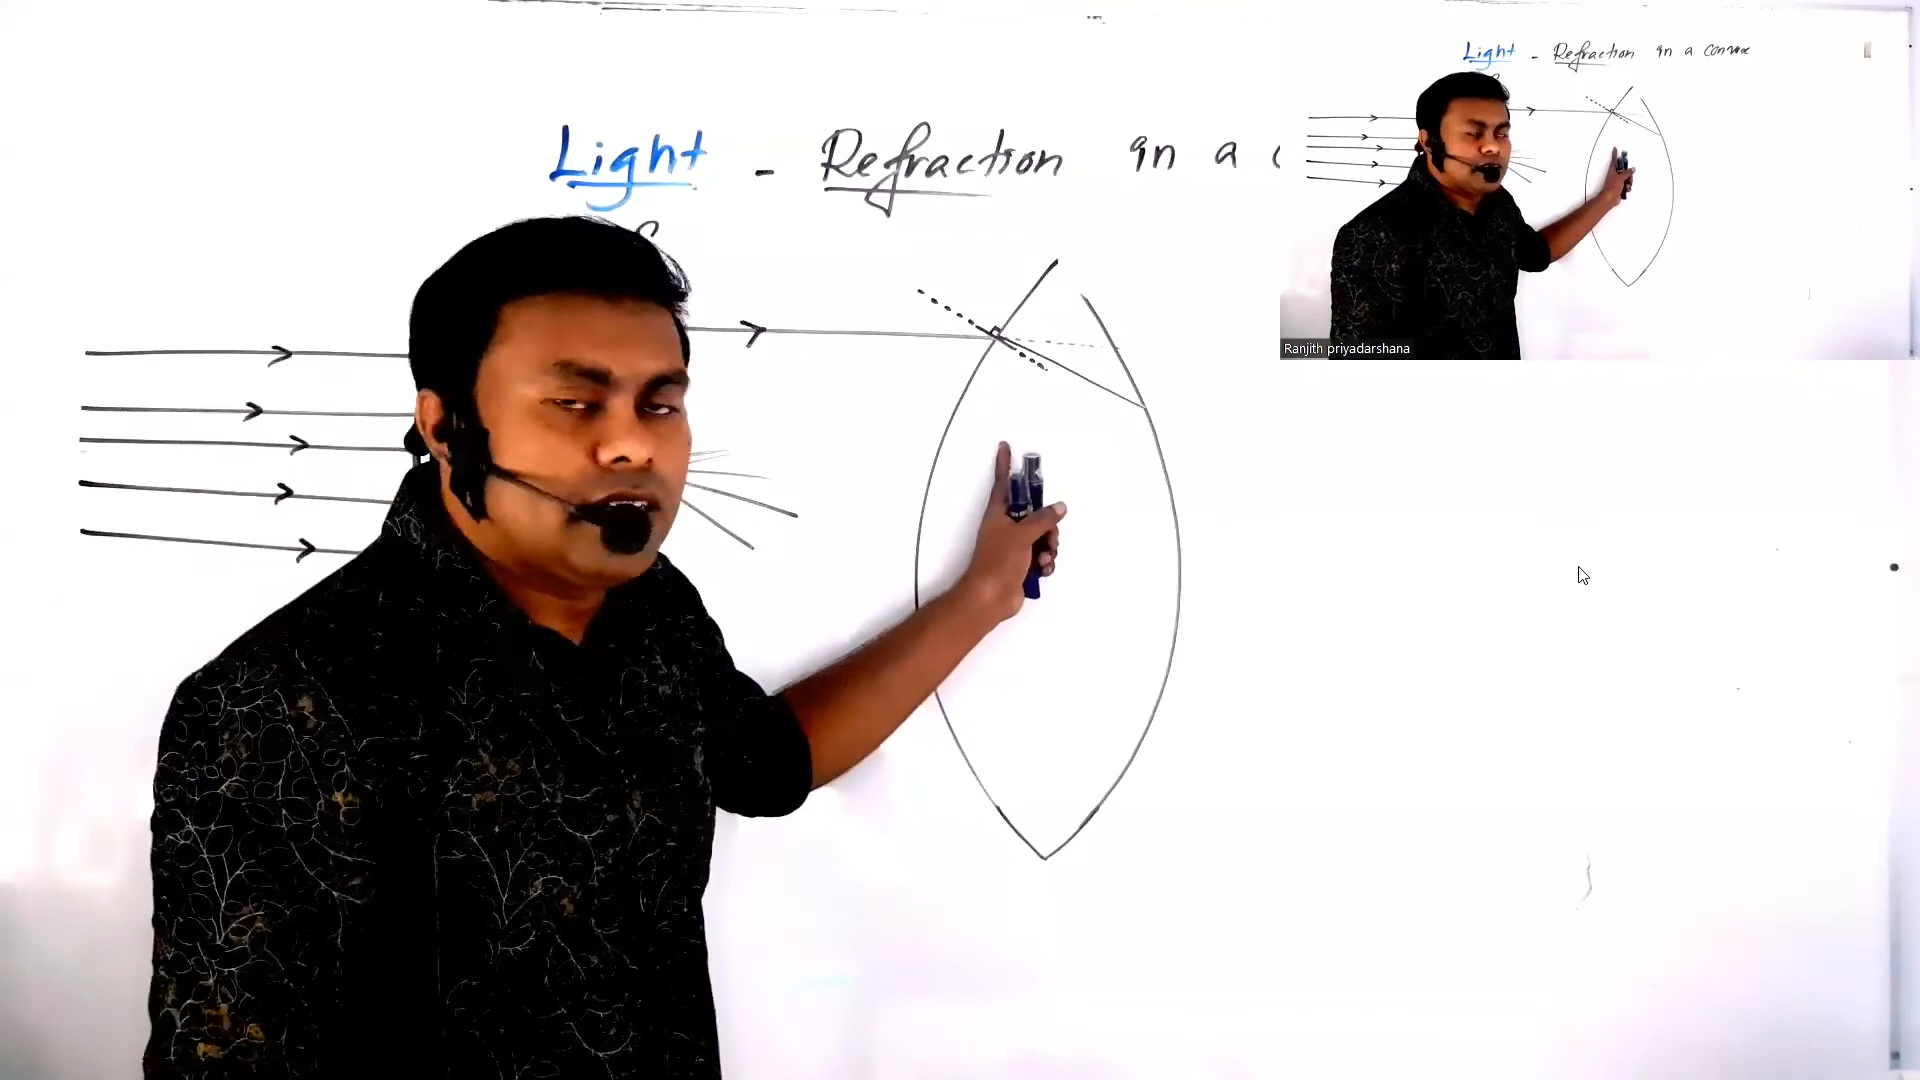 Light - Refraction in a
Light - Refraction in a convex
Ranjith priyadarshana